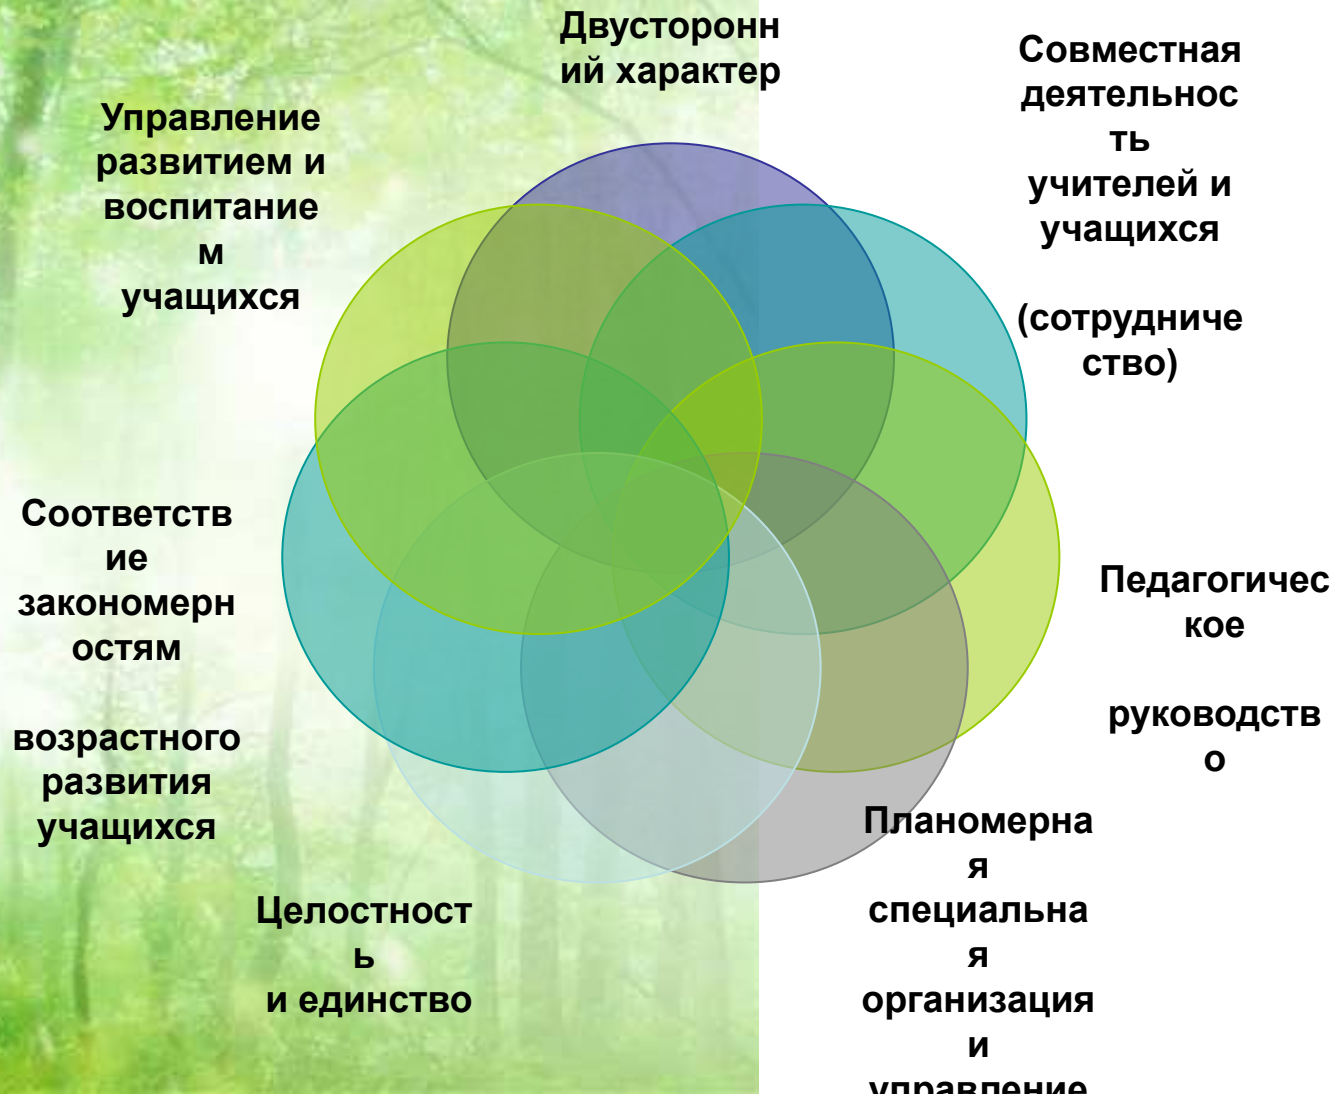 Двусторонн
ий характер
Совместная
деятельнос
ть
учителей и
учащихся
(сотрудниче
ство)
Педагогичес
кое
руководств
о
Планомерна
я
специальна
я
организация
и
управление
Целостност
ь
и единство
Соответств
ие
закономерн
остям
возрастного
развития
учащихся
Управление
развитием и
воспитание
м
учащихся